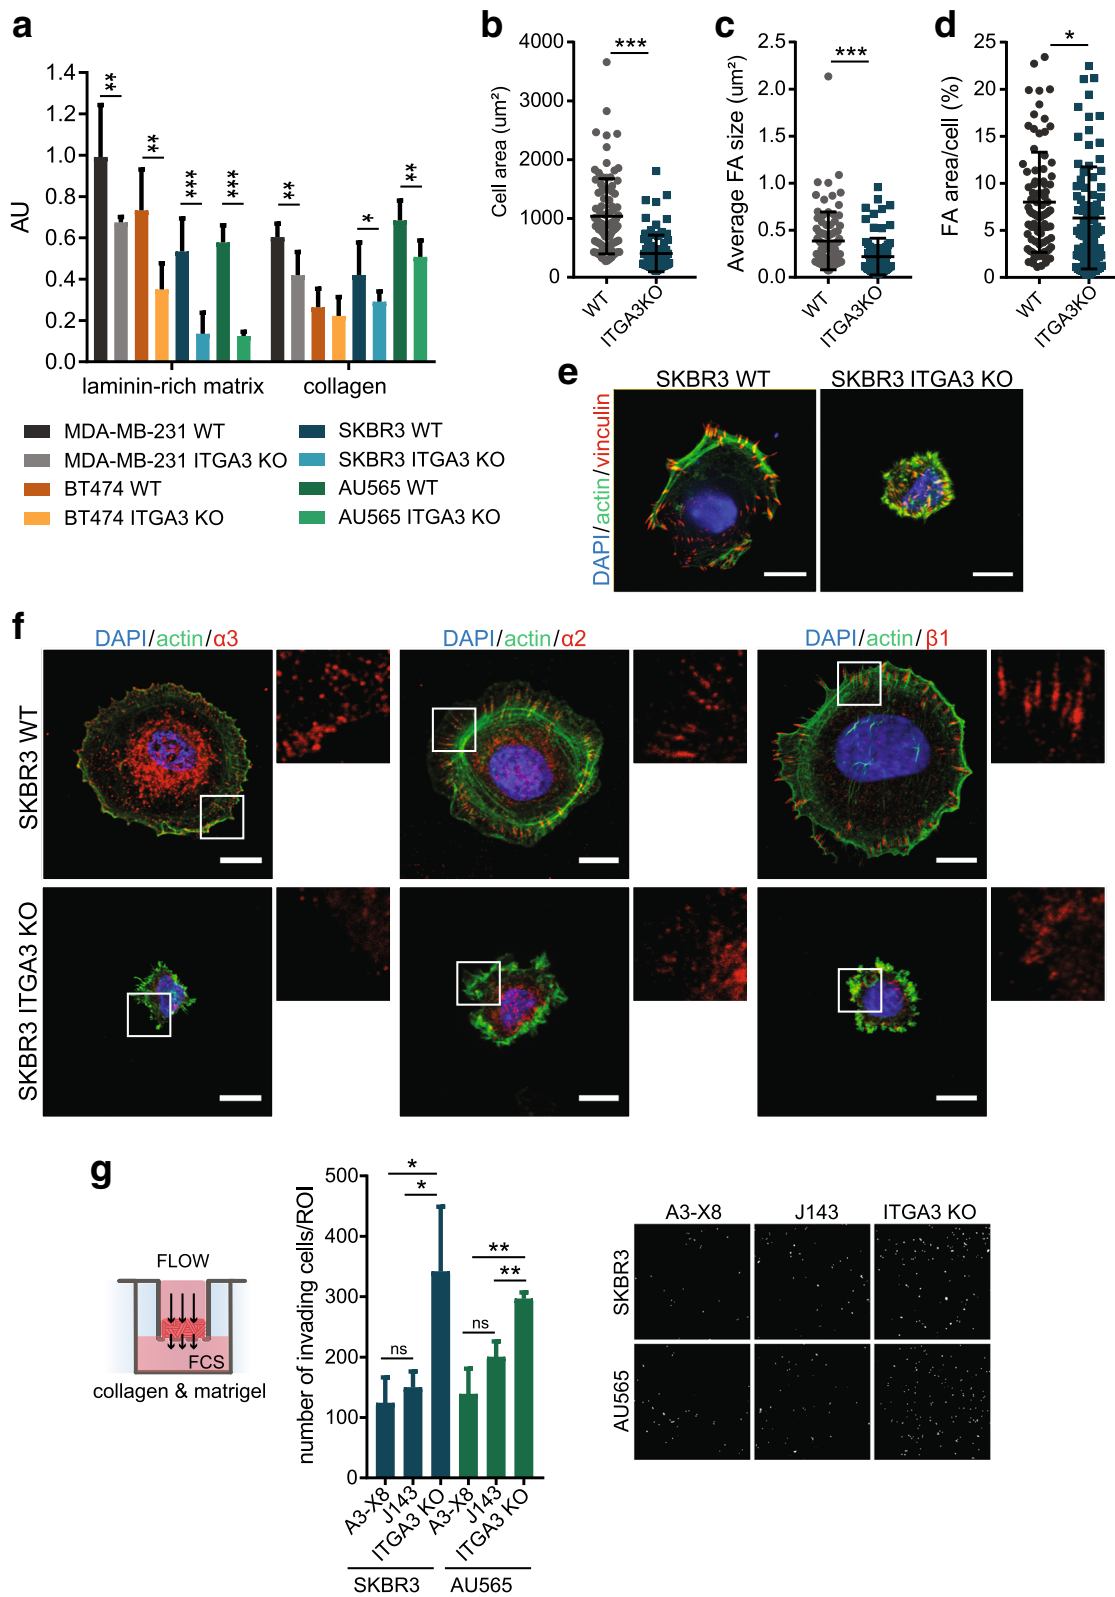 a
1.4
1.2
1.0
0.8
0.6
0.4
0.2
0.0
AU
**
**
***
***
**
*
**
laminin-rich matrix
collagen
MDA-MB-231 WT
MDA-MB-231 ITGA3 KO
BT474 WT
BT474 ITGA3 KO
SKBR3 WT
SKBR3 ITGA3 KO
AU565 WT
AU565 ITGA3 KO
b
4000
3000
2000
1000
0
Cell area (um²)
***
WT
ITGA3KO
c
2.5
2.0
1.5
1.0
0.5
0.0
Average FA size (um²)
***
WT
ITGA3KO
d
25
20
15
10
5
0
FA area/cell (%)
*
WT
ITGA3KO
e
SKBR3 WT
SKBR3 ITGA3 KO
DAPI/actin/vinculin
f
DAPI/actin/α3
DAPI/actin/α2
DAPI/actin/β1
SKBR3 WT
SKBR3 ITGA3 KO
g
FLOW
FCS
collagen & matrigel
500
400
300
200
100
0
number of invading cells/ROI
*
*
ns
**
**
ns
A3-X8
J143
ITGA3 KO
A3-X8
J143
ITGA3 KO
SKBR3
AU565
A3-X8
J143
ITGA3 KO
SKBR3
AU565